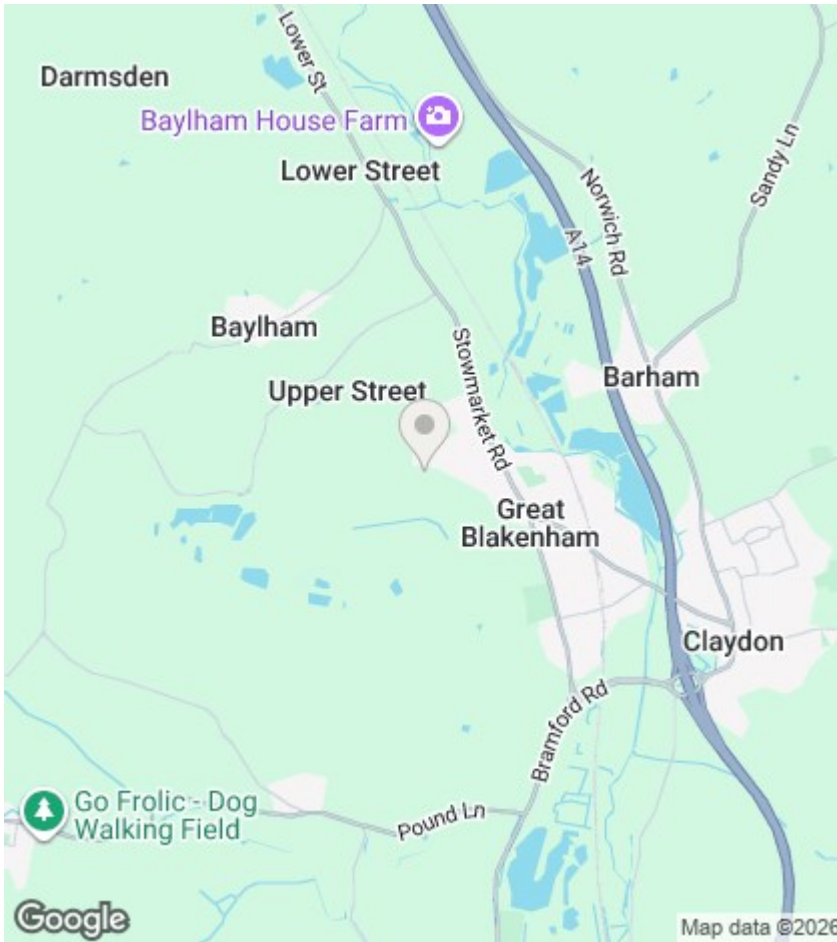 Lower St
Darmsden
Baylham House Farm
Lower Street
Sandy Ln
Norwich Rd
A14
Baylham
Stowmarket Rd
Barham
Upper Street
Great
Blakenham
Claydon
Bramford Rd
Go Frolic - Dog
Walking Field
Pound Ln
Google
Map data ©2026